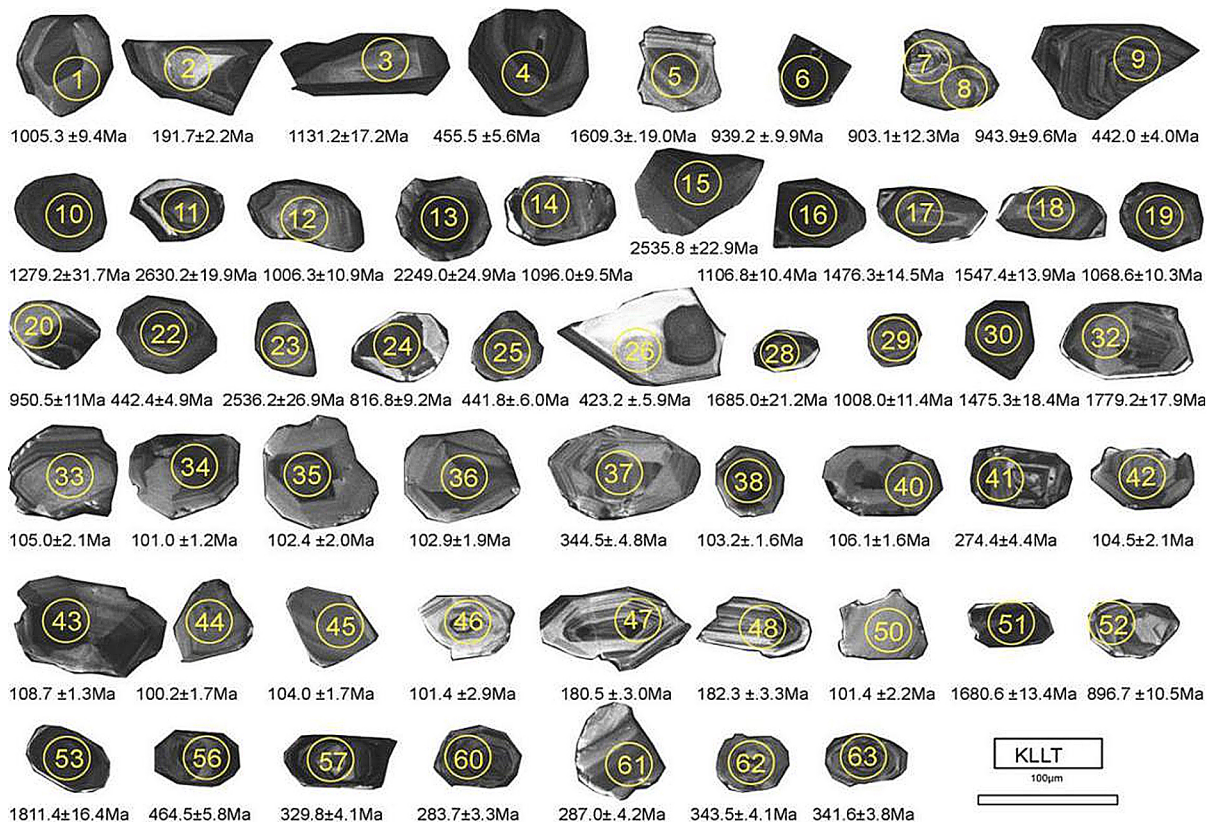 1 2 3 4 5 6 7 8 9
1005.3 ±9.4Ma 191.7±2.2Ma 1131.2±17.2Ma 455.5 ±5.6Ma 1609.3±.19.0Ma 939.2 ±.9.9Ma 903.1±12.3Ma 943.9±9.6Ma 442.0 ±4.0Ma
10 11 12 13 14 15 16 17 18 19
2535.8 ±22.9Ma
1279.2±31.7Ma 2630.2±19.9Ma 1006.3±10.9Ma 2249.0±24.9Ma 1096.0±9.5Ma 1106.8±10.4Ma 1476.3±14.5Ma 1547.4±13.9Ma 1068.6±10.3Ma
20 22 23 24 25 26 28 29 30 32
950.5±11Ma 442.4±4.9Ma 2536.2±26.9Ma 816.8±9.2Ma 441.8±.6.0Ma 423.2 ±.5.9Ma 1685.0±21.2Ma 1008.0±11.4Ma 1475.3±18.4Ma 1779.2±17.9Ma
33 34 35 36 37 38 40 41 42
105.0±2.1Ma 101.0 ±1.2Ma 102.4 ±2.0Ma 102.9±1.9Ma 344.5±.4.8Ma 103.2±.1.6Ma 106.1±1.6Ma 274.4±4.4Ma 104.5±2.1Ma
43 44 45 46 47 48 50 51 52
108.7 ±1.3Ma 100.2±1.7Ma 104.0 ±1.7Ma 101.4 ±2.9Ma 180.5 ±.3.0Ma 182.3 ±.3.3Ma 101.4 ±2.2Ma 1680.6 ±13.4Ma 896.7 ±10.5Ma
53 56 57 60 61 62 63
1811.4±16.4Ma 464.5±5.8Ma 329.8±4.1Ma 283.7±3.3Ma 287.0±.4.2Ma 343.5±.4.1Ma 341.6±3.8Ma
KLLT
100μm